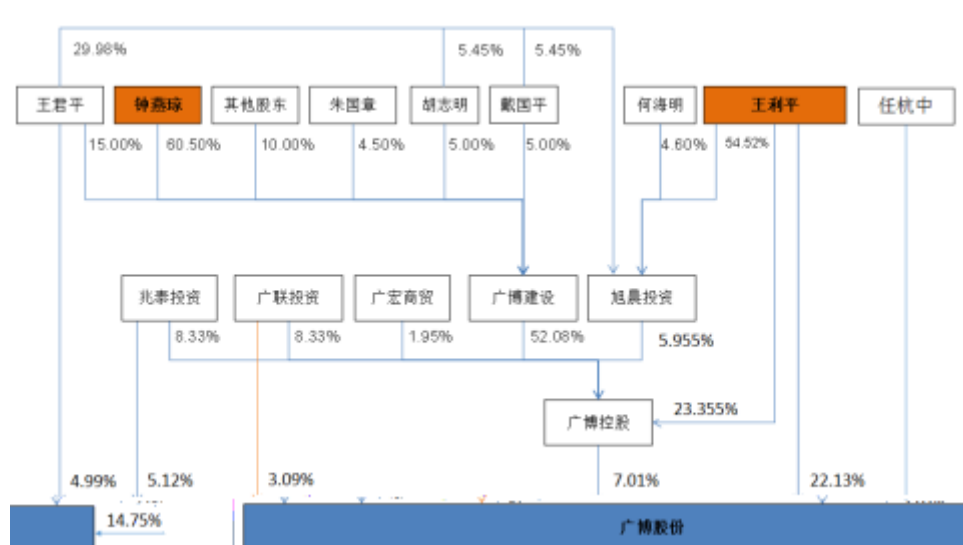 29.98%
5.45%
5.45%
王君平
钟燕琼
其他股东
朱国章
胡志明
戴国平
何海明
王利平
任杭中
15.00%
60.50%
10.00%
4.50%
5.00%
5.00%
4.60%
54.52%
兆泰投资
广联投资
广宏商贸
广博建设
旭晨投资
8.33%
8.33%
1.95%
52.08%
5.955%
广博控股
23.355%
4.99%
5.12%
3.09%
7.01%
22.13%
14.75%
广博股份